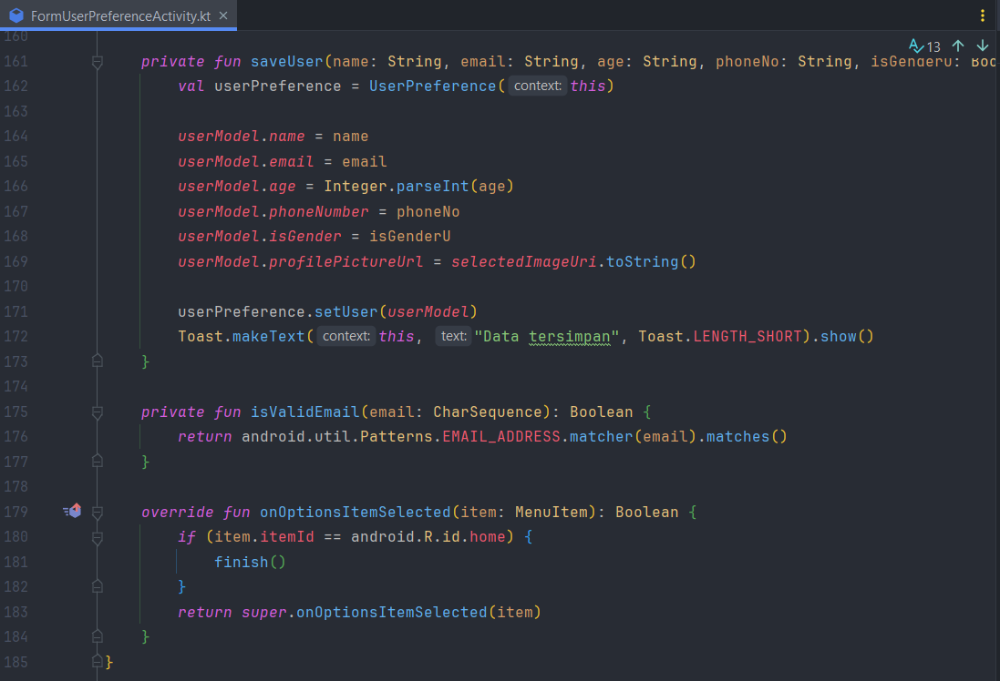 FormUserPreferenceActivity.kt
160
13
161 private fun saveUser(name: String, email: String, age: String, phoneNo: String, isGenderU: Boo
162 val userPreference = UserPreference( context: this)
163
164 userModel.name = name
165 userModel.email = email
166 userModel.age = Integer.parseInt(age)
167 userModel.phoneNumber = phoneNo
168 userModel.isGender = isGenderU
169 userModel.profilePictureUrl = selectedImageUri.toString()
170
171 userPreference.setUser(userModel)
172 Toast.makeText( context: this, text: "Data tersimpan", Toast.LENGTH_SHORT).show()
173 }
174
175 private fun isValidEmail(email: CharSequence): Boolean {
176 return android.util.Patterns.EMAIL_ADDRESS.matcher(email).matches()
177 }
178
179 override fun onOptionsItemSelected(item: MenuItem): Boolean {
180 if (item.itemId == android.R.id.home) {
181 finish()
182 }
183 return super.onOptionsItemSelected(item)
184 }
185 }